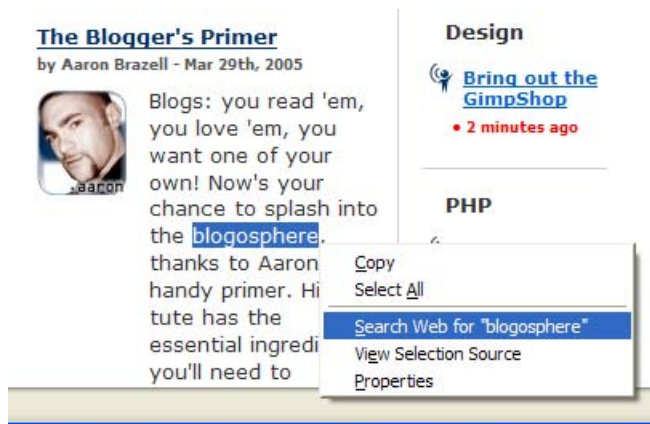 The Blogger's Primer
by Aaron Brazell - Mar 29th, 2005
.aaron
Blogs: you read 'em,
you love 'em, you
want one of your
own! Now's your
chance to splash into
the blogosphere,
thanks to Aaron
handy primer. Hi
tute has the
essential ingredi
you'll need to
Design
Bring out the
GimpShop
• 2 minutes ago
PHP
Copy
Select All
Search Web for "blogosphere"
View Selection Source
Properties